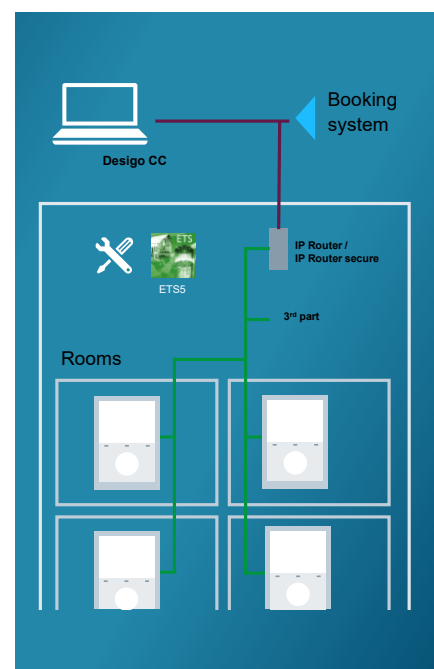 Booking
system
Desigo CC
IP Router /
IP Router secure
ETS
ETS5
3rd part
Rooms